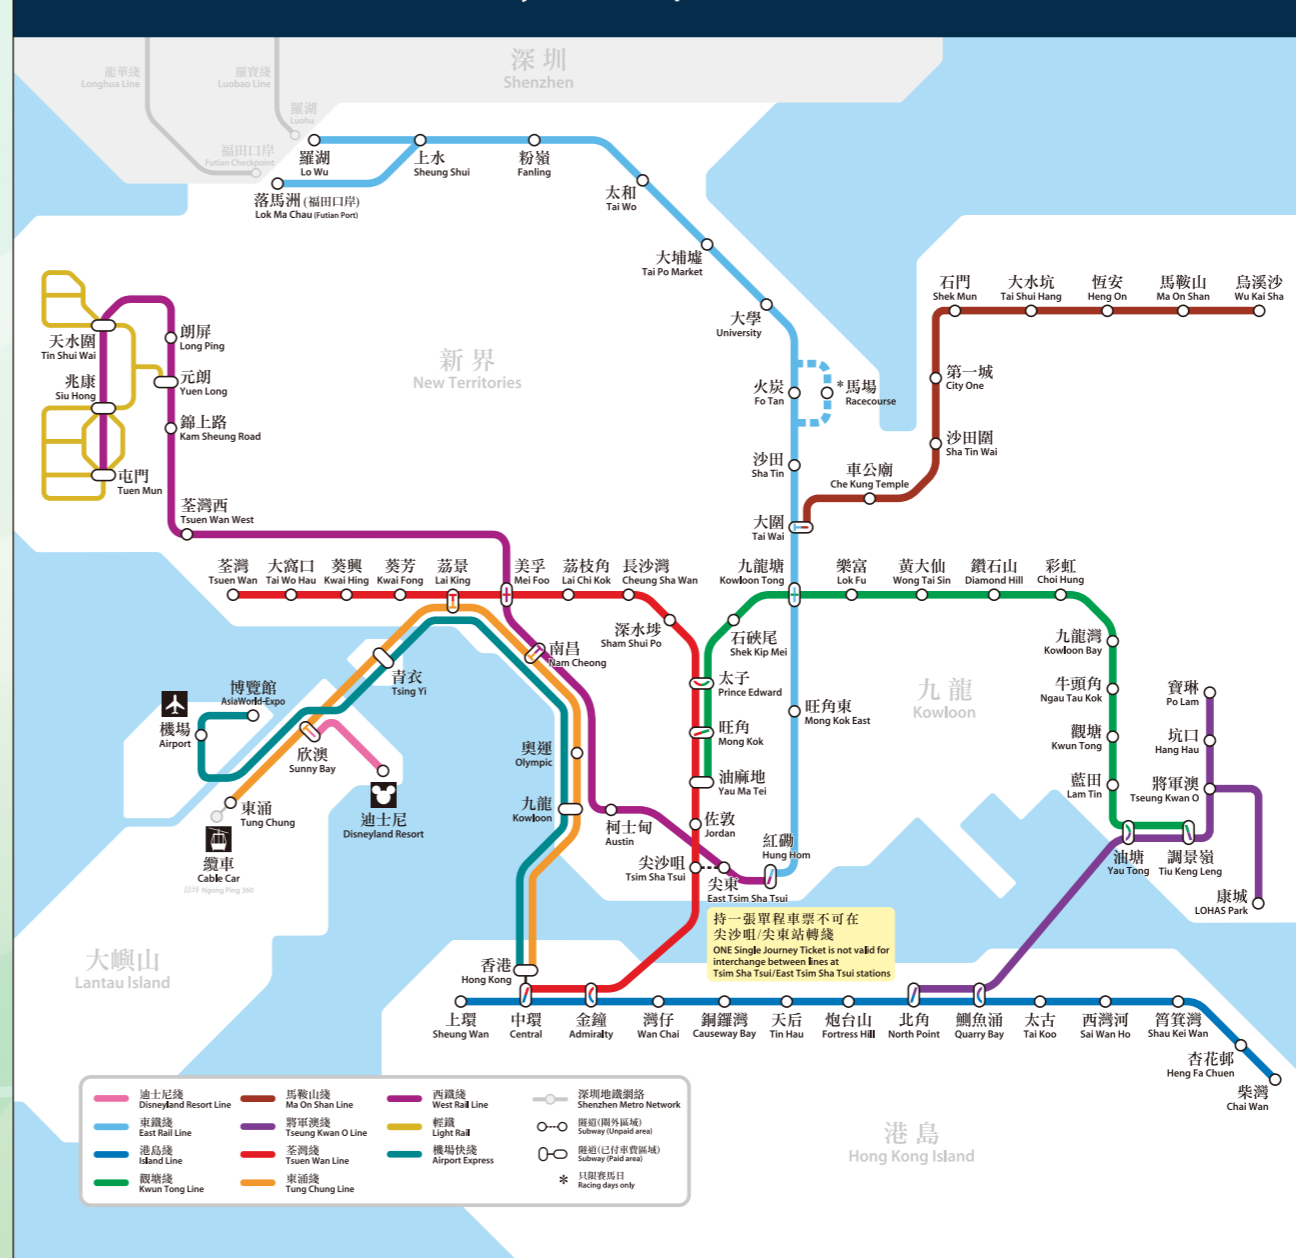 深圳
Shenzhen
龍華綫
Longhua Line
羅寶綫
Luobao Line
羅湖
Luohu
福田口岸
Futian Checkpoint
羅湖
Lo Wu
上水
Sheung Shui
粉嶺
Fanling
落馬洲 (福田口岸)
Lok Ma Chau (Futian Port)
太和
Tai Wo
大埔墟
Tai Po Market
大學
University
火炭
Fo Tan
* 馬場
Racecourse
沙田
Sha Tin
大圍
Tai Wai
石門
Shek Mun
大水坑
Tai Shui Hang
恆安
Heng On
馬鞍山
Ma On Shan
烏溪沙
Wu Kai Sha
第一城
City One
沙田圍
Sha Tin Wai
車公廟
Che Kung Temple
新界
New Territories
天水圍
Tin Shui Wai
朗屏
Long Ping
兆康
Siu Hong
元朗
Yuen Long
錦上路
Kam Sheung Road
屯門
Tuen Mun
荃灣西
Tsuen Wan West
荃灣
Tsuen Wan
大窩口
Tai Wo Hau
葵興
Kwai Hing
葵芳
Kwai Fong
荔景
Lai King
美孚
Mei Foo
荔枝角
Lai Chi Kok
長沙灣
Cheung Sha Wan
九龍塘
Kowloon Tong
樂富
Lok Fu
黃大仙
Wong Tai Sin
鑽石山
Diamond Hill
彩虹
Choi Hung
深水埗
Sham Shui Po
石硤尾
Shek Kip Mei
九龍灣
Kowloon Bay
南昌
Nam Cheong
太子
Prince Edward
牛頭角
Ngau Tau Kok
寶琳
Po Lam
青衣
Tsing Yi
九龍
Kowloon
博覽館
AsiaWorld-Expo
機場
Airport
旺角東
Mong Kok East
旺角
Mong Kok
觀塘
Kwun Tong
坑口
Hang Hau
欣澳
Sunny Bay
奧運
Olympic
油麻地
Yau Ma Tei
藍田
Lam Tin
將軍澳
Tseung Kwan O
東涌
Tung Chung
迪士尼
Disneyland Resort
九龍
Kowloon
柯士甸
Austin
佐敦
Jordan
紅磡
Hung Hom
油塘
Yau Tong
調景嶺
Tiu Keng Leng
纜車
Cable Car
昂坪 Ngong Ping 360
尖沙咀
Tsim Sha Tsui
尖東
East Tsim Sha Tsui
康城
LOHAS Park
持一張單程車票不可在
尖沙咀/尖東站轉綫
ONE Single Journey Ticket is not valid for
interchange between lines at
Tsim Sha Tsui/East Tsim Sha Tsui stations
大嶼山
Lantau Island
香港
Hong Kong
上環
Sheung Wan
中環
Central
金鐘
Admiralty
灣仔
Wan Chai
銅鑼灣
Causeway Bay
天后
Tin Hau
炮台山
Fortress Hill
北角
North Point
鰂魚涌
Quarry Bay
太古
Tai Koo
西灣河
Sai Wan Ho
筲箕灣
Shau Kei Wan
杏花邨
Heng Fa Chuen
柴灣
Chai Wan
港島
Hong Kong Island
迪士尼綫
Disneyland Resort Line
馬鞍山綫
Ma On Shan Line
西鐵綫
West Rail Line
深圳地鐵網絡
Shenzhen Metro Network
東鐵綫
East Rail Line
將軍澳綫
Tseung Kwan O Line
輕鐵
Light Rail
隧道(閘外區域)
Subway (Unpaid area)
港島綫
Island Line
荃灣綫
Tsuen Wan Line
機場快綫
Airport Express
隧道(已付車費區域)
Subway (Paid area)
觀塘綫
Kwun Tong Line
東涌綫
Tung Chung Line
* 只限賽馬日
Racing days only